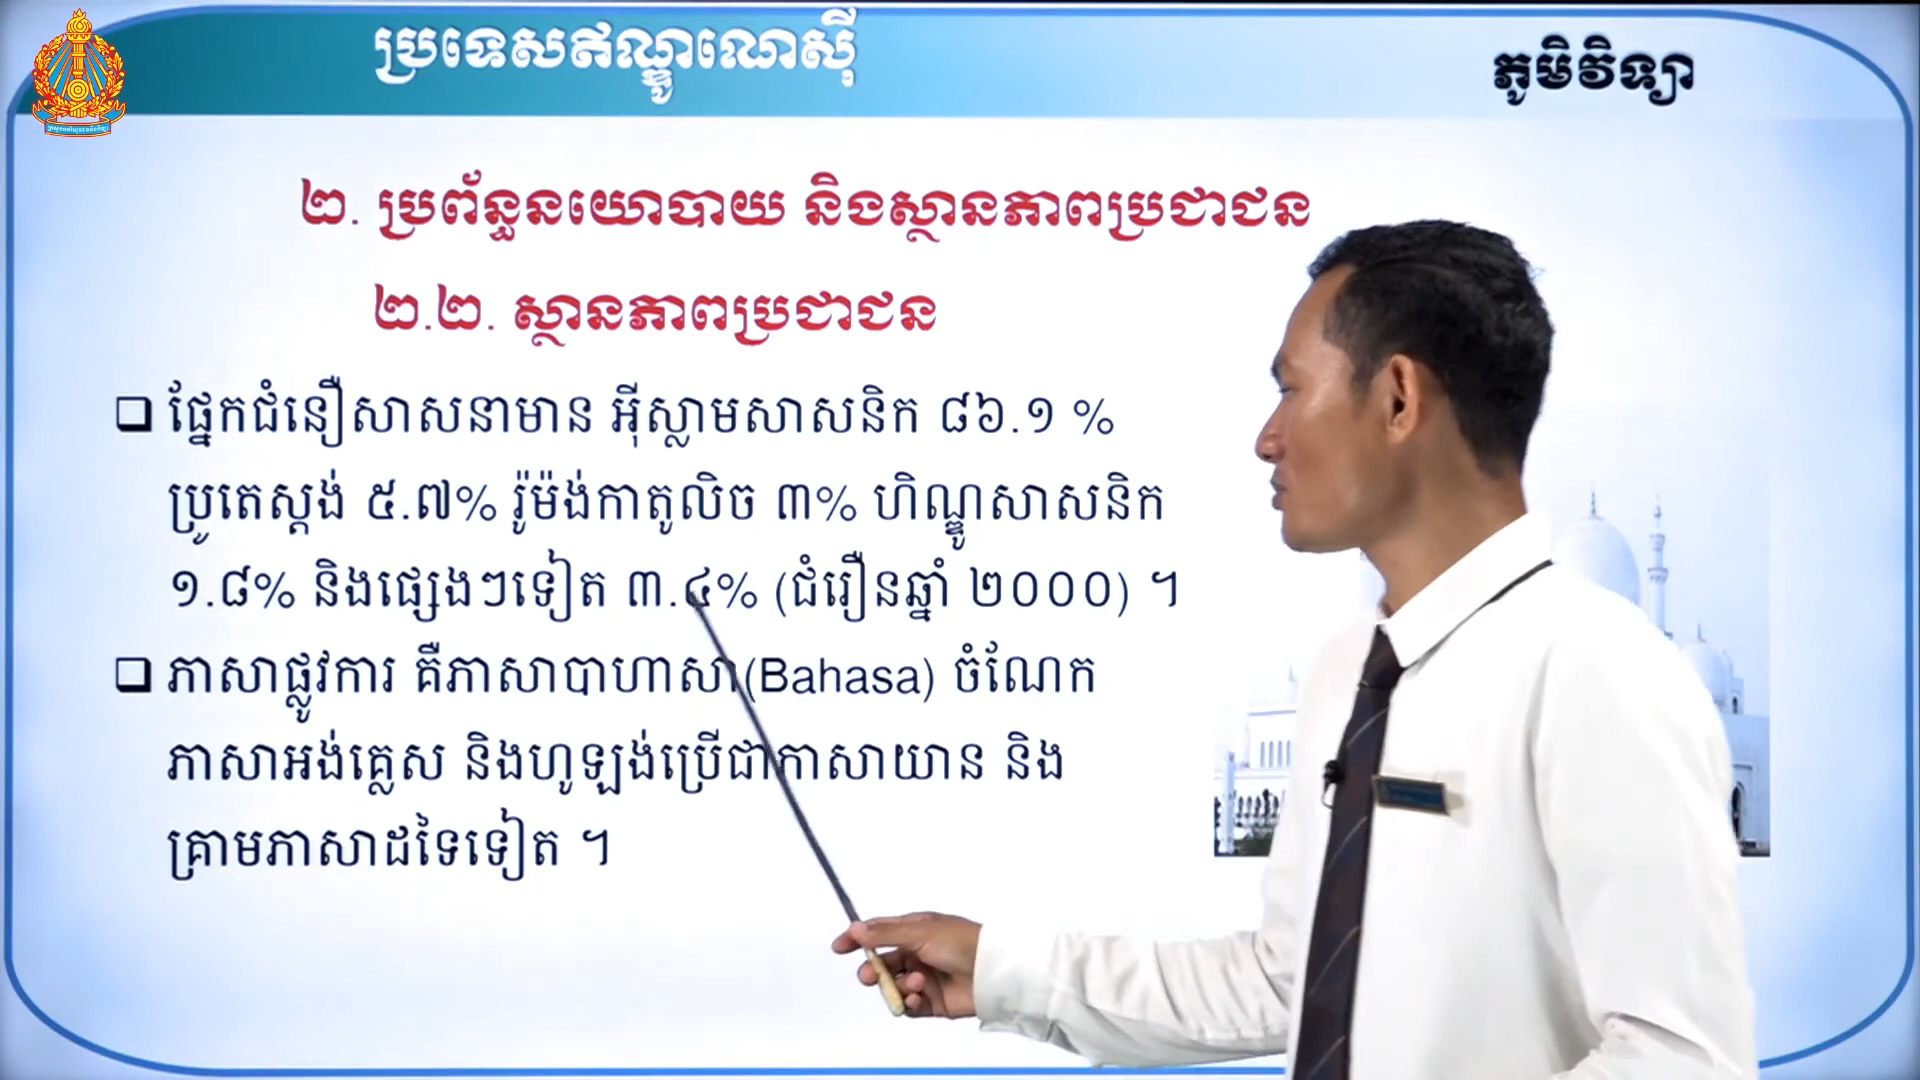 ប្រទេសឥណ្ឌូណេស៊ី
ភូមិវិទ្យា
២. ប្រព័ន្ធនយោបាយ និងស្ថានភាពប្រជាជន
២.២. ស្ថានភាពប្រជាជន
ផ្នែកជំនឿសាសនាមាន អ៊ីស្លាមសាសនិក ៨៦.១ %
ប្រូតេស្តង់ ៥.៧% រ៉ូម៉ង់កាតូលិច ៣% ហិណ្ឌូសាសនិក
១.៨% និងផ្សេងៗទៀត ៣.៤% (ជំរឿនឆ្នាំ ២០០០) ។
ភាសាផ្លូវការ គឺភាសាបាហាសា(Bahasa) ចំណែក
ភាសាអង់គ្លេស និងហូឡង់ប្រើជាភាសាយាន និង
គ្រាមភាសាដទៃទៀត ។